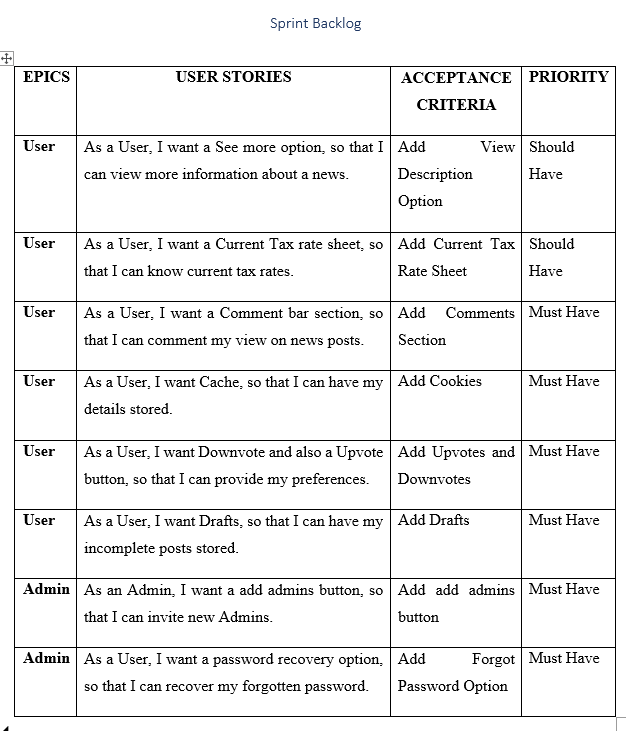 Sprint Backlog
EPICS USER STORIES ACCEPTANCE CRITERIA PRIORITY
User As a User, I want a See more option, so that I can view more information about a news. Add View Description Option Should Have
User As a User, I want a Current Tax rate sheet, so that I can know current tax rates. Add Current Tax Rate Sheet Should Have
User As a User, I want a Comment bar section, so that I can comment my view on news posts. Add Comments Section Must Have
User As a User, I want Cache, so that I can have my details stored. Add Cookies Must Have
User As a User, I want Downvote and also a Upvote button, so that I can provide my preferences. Add Upvotes and Downvotes Must Have
User As a User, I want Drafts, so that I can have my incomplete posts stored. Add Drafts Must Have
Admin As an Admin, I want a add admins button, so that I can invite new Admins. Add add admins button Must Have
Admin As a User, I want a password recovery option, so that I can recover my forgotten password. Add Forgot Password Option Must Have